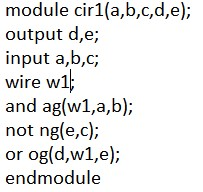 module cir1(a,b,c,d,e);
output d,e;
input a,b,c;
wire w1;
and ag(w1,a,b);
not ng(e,c);
or og(d,w1,e);
endmodule